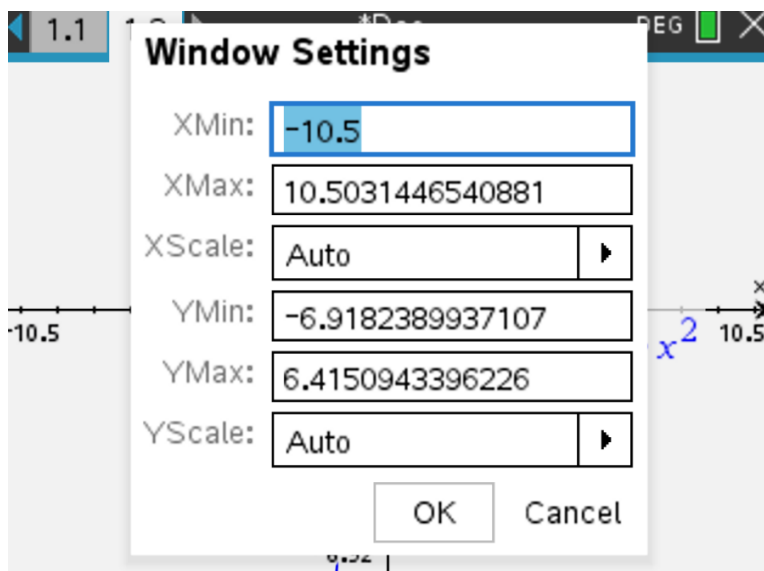 1.1 DEG
Window Settings
XMin: -10.5
XMax: 10.5031446540881
XScale: Auto
YMin: -6.9182389937107
YMax: 6.4150943396226
YScale: Auto
OK Cancel
-10.5 x² 10.5
x